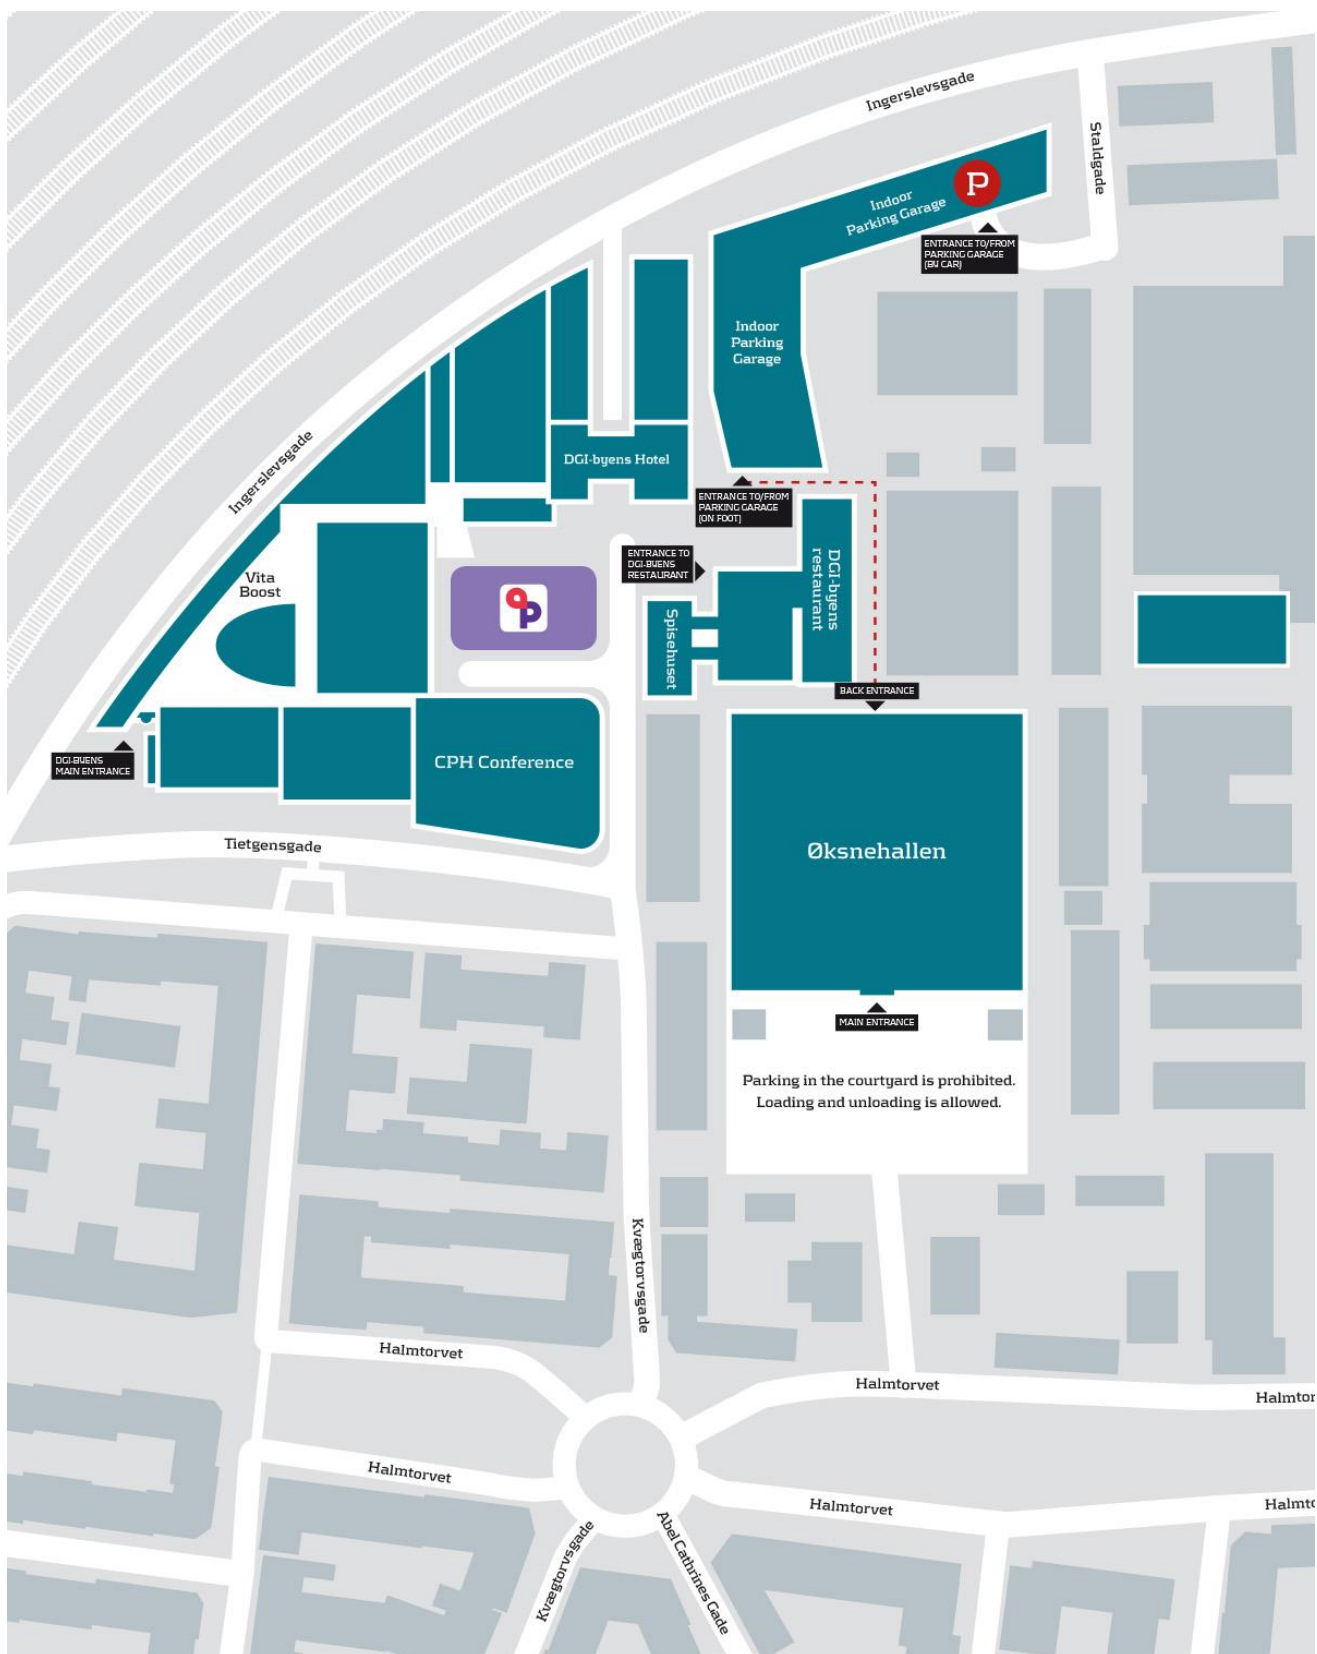 Ingerslevsgade
Staldgade
P
Indoor
Parking Garage
ENTRANCE TO/FROM
PARKING GARAGE
(BY CAR)
Indoor
Parking
Garage
Ingerslevsgade
DGI-byens Hotel
ENTRANCE TO/FROM
PARKING GARAGE
(ON FOOT)
ENTRANCE TO
DGI-BYENS
RESTAURANT
DGI-byens
restaurant
Vita
Boost
ap
Spisehuset
BACK ENTRANCE
DGI-BYENS
MAIN ENTRANCE
CPH Conference
Tietgensgade
Øksnehallen
MAIN ENTRANCE
Parking in the courtyard is prohibited.
Loading and unloading is allowed.
Kvægtorvsgade
Halmtorvet
Halmtorvet
Halmtor
Halmtorvet
Halmtorvet
Halmto
Kvægtorvsgade
Abel Cathrines Gade